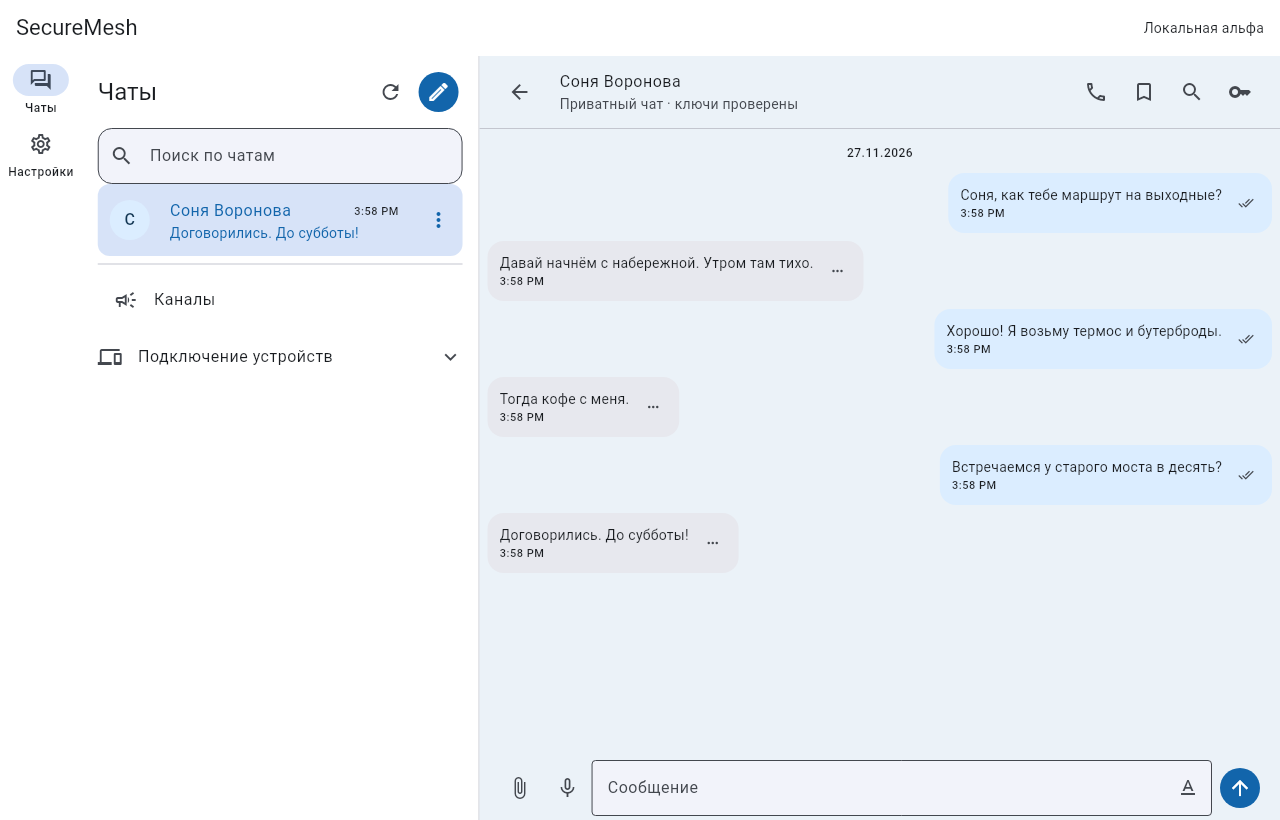 SecureMesh
Локальная альфа
Чаты
Настройки
Чаты
Поиск по чатам
С
Соня Воронова
3:58 PM
Договорились. До субботы!
Каналы
Подключение устройств
Соня Воронова
Приватный чат · ключи проверены
27.11.2026
Соня, как тебе маршрут на выходные?
3:58 PM
Давай начнём с набережной. Утром там тихо.
3:58 PM
Хорошо! Я возьму термос и бутерброды.
3:58 PM
Тогда кофе с меня.
3:58 PM
Встречаемся у старого моста в десять?
3:58 PM
Договорились. До субботы!
3:58 PM
Сообщение